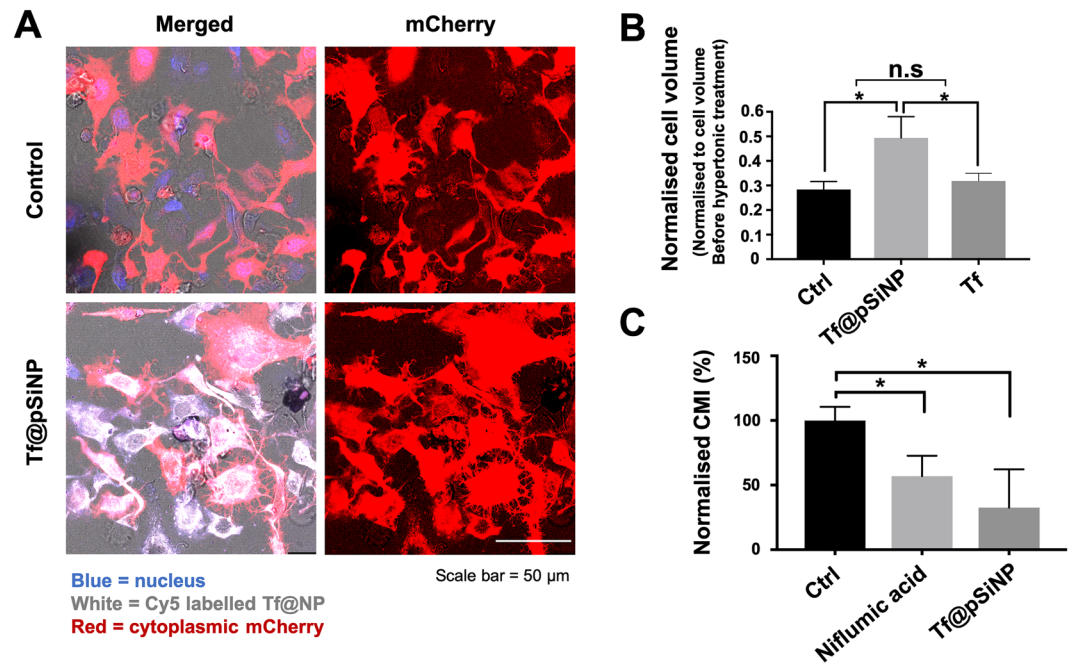 A
Merged
mCherry
Control
Tf@pSiNP
Blue = nucleus
White = Cy5 labelled Tf@NP
Red = cytoplasmic mCherry
Scale bar = 50 µm
B
Normalised cell volume
(Normalised to cell volume
Before hypertonic treatment)
n.s
*
*
0.6
0.5
0.4
0.3
0.2
0.1
0
Ctrl
Tf@pSiNP
Tf
C
Normalised CMI (%)
*
*
150
100
50
0
Ctrl
Niflumic acid
Tf@pSiNP